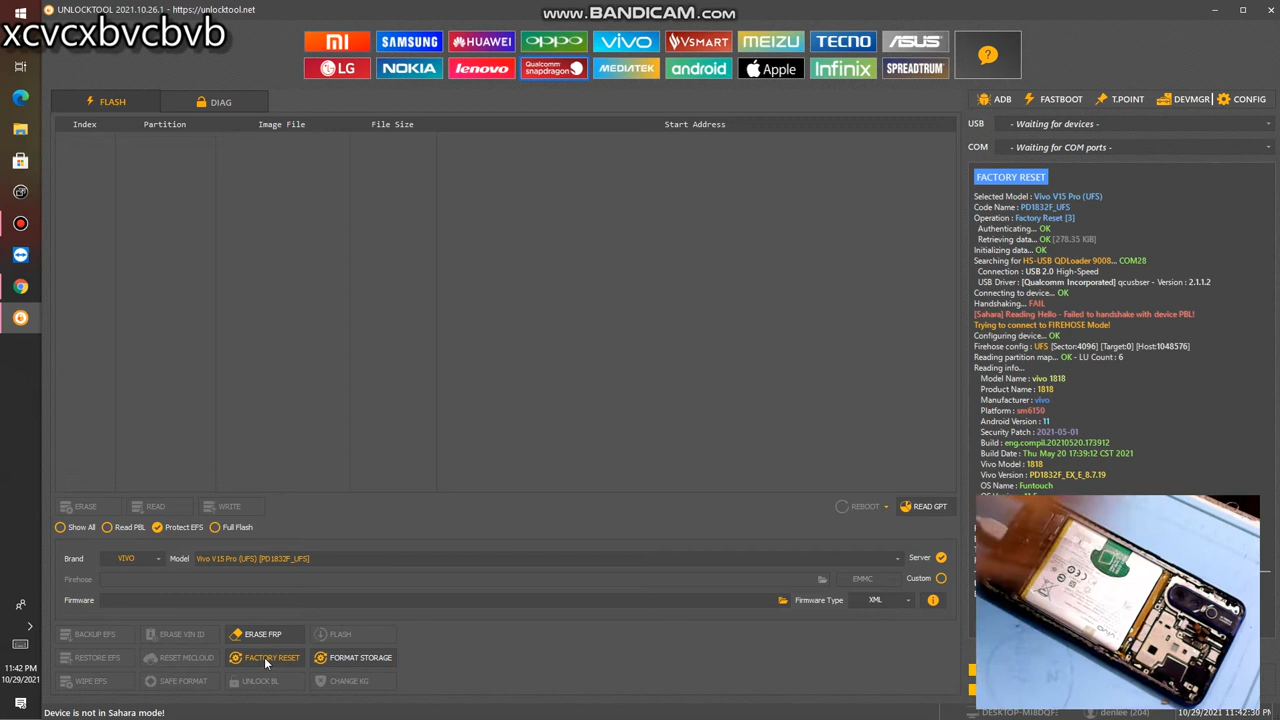 UNLOCKTOOL 2021.10.26.1 - https://unlocktool.net
www.BANDICAM.com
xcvcxbvcbvb
mi SAMSUNG HUAWEI oppo vivo VSMART MEIZU TECNO ASUS
LG NOKIA lenovo Qualcomm snapdragon MEDIATEK android Apple Infinix SPREADTRUM
?
FLASH DIAG
ADB FASTBOOT T.POINT DEVMGR CONFIG
Index Partition Image File File Size Start Address
USB - Waiting for devices -
COM - Waiting for COM ports -
FACTORY RESET
Selected Model : Vivo V15 Pro (UFS)
Code Name : PD1832F_UFS
Operation : Factory Reset [3]
Authenticating... OK
Retrieving data... OK [278.35 KiB]
Initializing data... OK
Searching for HS-USB QDLoader 9008... COM28
Connection : USB 2.0 High-Speed
USB Driver : [Qualcomm Incorporated] qcusbser - Version : 2.1.1.2
Connecting to device... OK
Handshaking... FAIL
[Sahara] Reading Hello - Failed to handshake with device PBL!
Trying to connect to FIREHOSE Mode!
Configuring device... OK
Firehose config : UFS [Sector:4096] [Target:0] [Host:1048576]
Reading partition map... OK - LU Count : 6
Reading info...
Model Name : vivo 1818
Product Name : 1818
Manufacturer : vivo
Platform : sm6150
Android Version : 11
Security Patch : 2021-05-01
Build : eng.compil.20210520.173912
Build Date : Thu May 20 17:39:12 CST 2021
Vivo Model : 1818
Vivo Version : PD1832F_EX_E_8.7.19
OS Name : Funtouch
ERASE READ WRITE REBOOT READ GPT
Show All Read PBL Protect EFS Full Flash
Brand VIVO Model Vivo V15 Pro (UFS) [PD1832F_UFS] Server
Firehose EMMC Custom
Firmware Firmware Type XML
BACKUP EFS ERASE VIN ID ERASE FRP FLASH
RESTORE EFS RESET MICLOUD FACTORY RESET FORMAT STORAGE
WIPE EFS SAFE FORMAT UNLOCK BL CHANGE KG
11:42 PM
10/29/2021
Device is not in Sahara mode!
denlee (204) 10/29/2021 11:42:30 PM
vivo